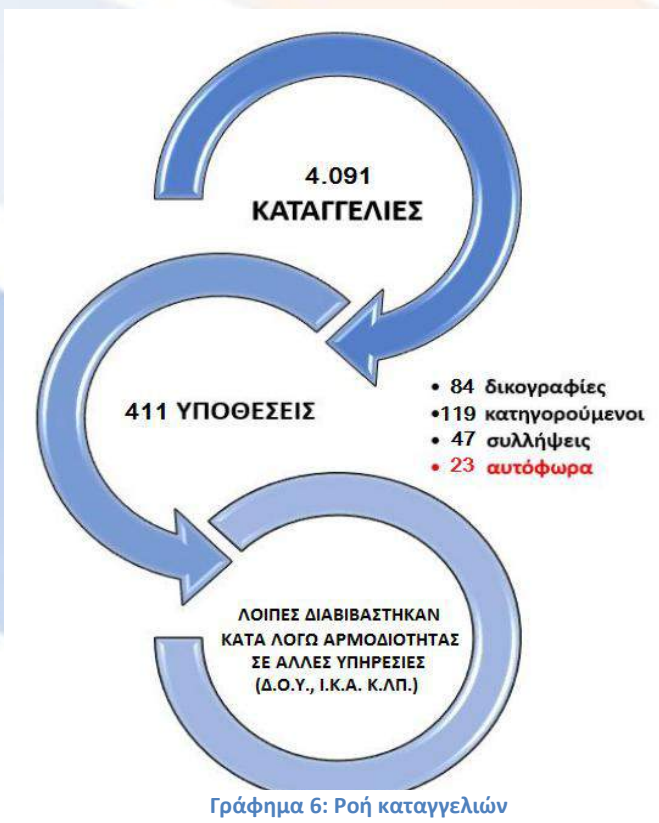 4.091
ΚΑΤΑΓΓΕΛΙΕΣ
411 ΥΠΟΘΕΣΕΙΣ
• 84 δικογραφίες
•119 κατηγορούμενοι
• 47 συλλήψεις
• 23 αυτόφωρα
ΛΟΙΠΕΣ ΔΙΑΒΙΒΑΣΤΗΚΑΝ
ΚΑΤΑ ΛΟΓΩ ΑΡΜΟΔΙΟΤΗΤΑΣ
ΣΕ ΑΛΛΕΣ ΥΠΗΡΕΣΙΕΣ
(Δ.Ο.Υ., Ι.Κ.Α. Κ.ΛΠ.)
Γράφημα 6: Ροή καταγγελιών